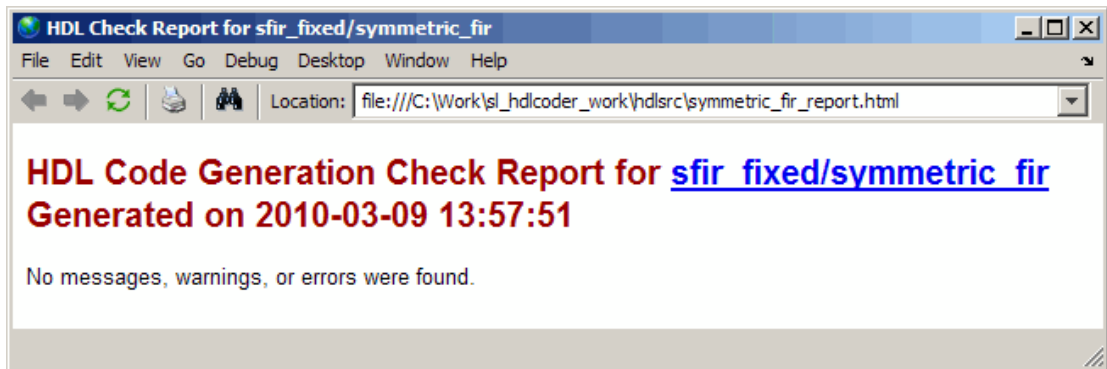 HDL Check Report for sfir_fixed/symmetric_fir
File Edit View Go Debug Desktop Window Help
Location: file:///C:\Work\sl_hdlcoder_work\hdlsrc\symmetric_fir_report.html
HDL Code Generation Check Report for sfir_fixed/symmetric_fir
Generated on 2010-03-09 13:57:51
No messages, warnings, or errors were found.